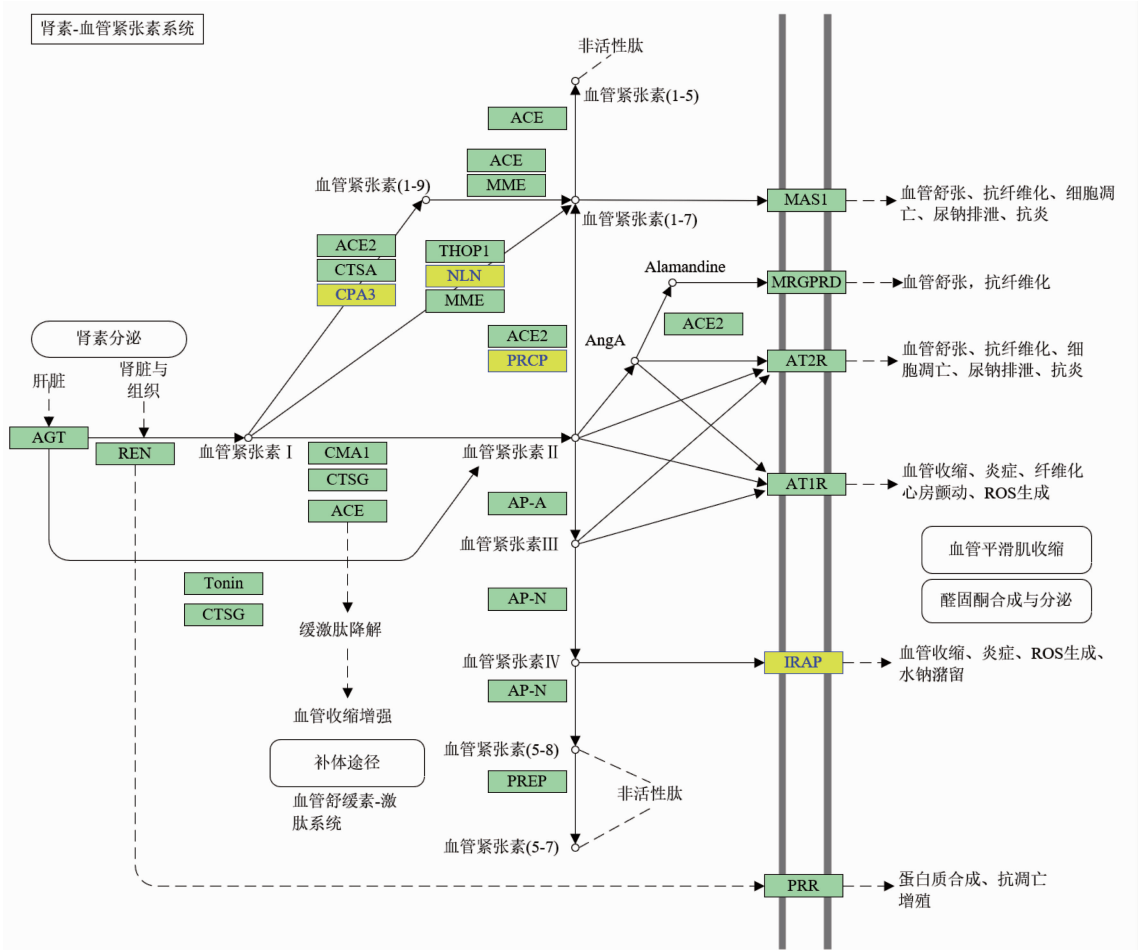 肾素-血管紧张素系统
非活性肽
血管紧张素(1-5)
ACE
ACE
MME
血管紧张素(1-9)
血管紧张素(1-7)
MAS1
血管舒张、抗纤维化、细胞凋
亡、尿钠排泄、抗炎
ACE2
CTSA
CPA3
THOP1
NLN
MME
Alamandine
MRGPRD
血管舒张，抗纤维化
ACE2
ACE2
PRCP
AngA
AT2R
血管舒张、抗纤维化、细
胞凋亡、尿钠排泄、抗炎
肾素分泌
肝脏
肾脏与
组织
AGT
REN
血管紧张素Ⅰ
CMA1
CTSG
ACE
血管紧张素Ⅱ
AP-A
AT1R
血管收缩、炎症、纤维化
心房颤动、ROS生成
血管紧张素Ⅲ
血管平滑肌收缩
醛固酮合成与分泌
Tonin
CTSG
AP-N
缓激肽降解
血管紧张素Ⅳ
IRAP
血管收缩、炎症、ROS生成、
水钠潴留
AP-N
血管收缩增强
血管紧张素(5-8)
补体途径
血管舒缓素-激
肽系统
PREP
非活性肽
血管紧张素(5-7)
PRR
蛋白质合成、抗凋亡
增殖